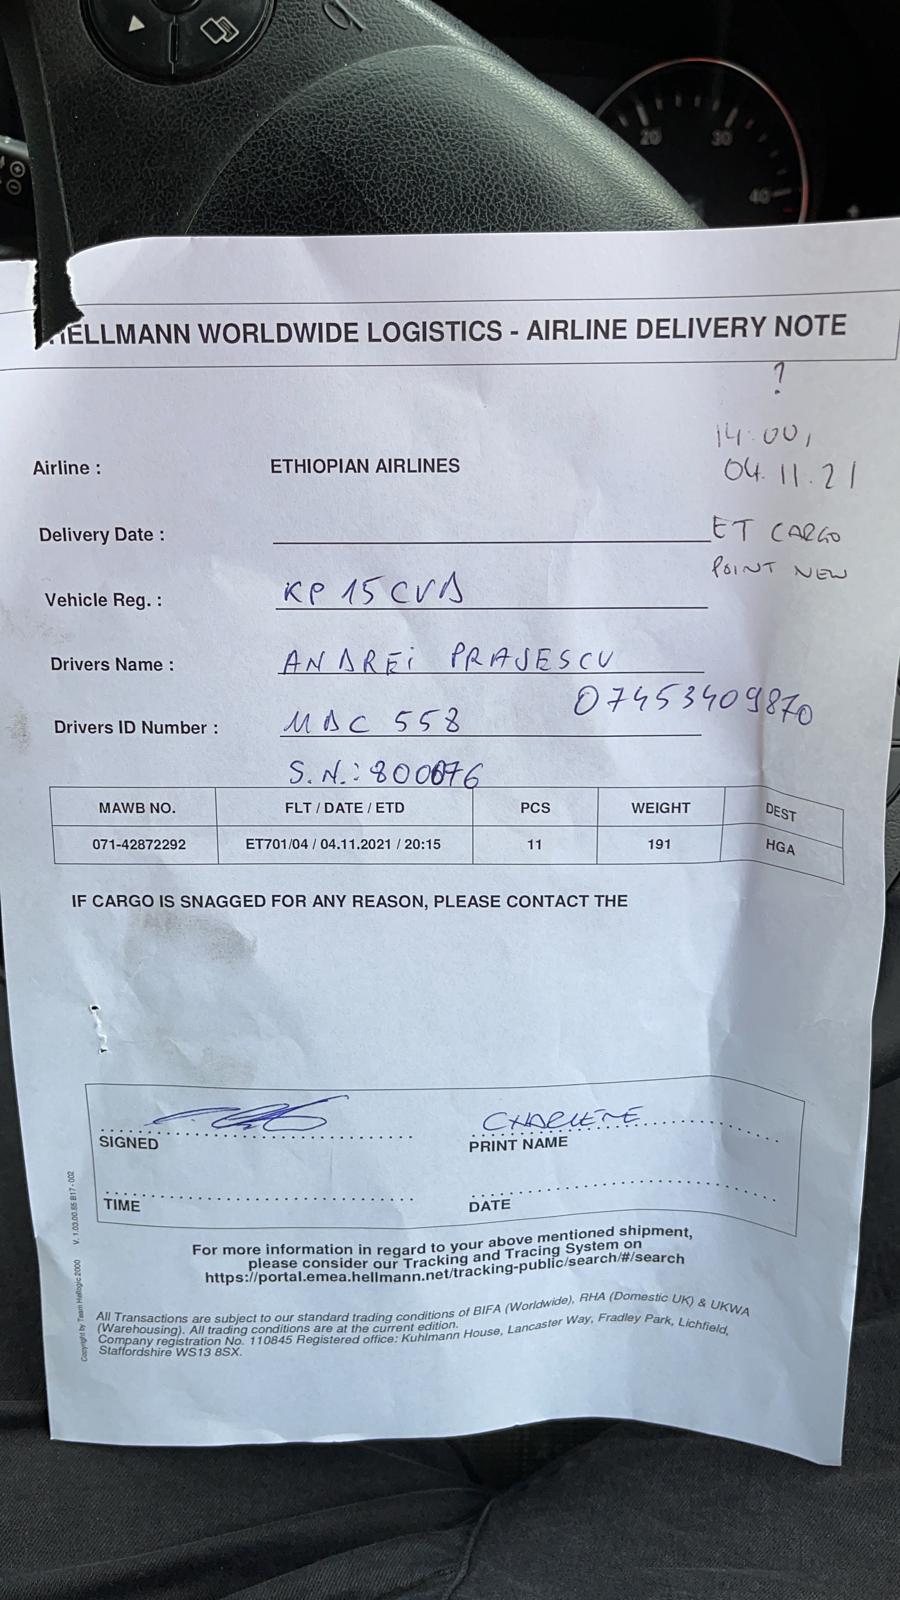 HELLMANN WORLDWIDE LOGISTICS - AIRLINE DELIVERY NOTE
?
14:00,
04.11.21
Airline : ETHIOPIAN AIRLINES
Delivery Date : ET CARGO
POINT NEW
Vehicle Reg. : KP 15 CVA
Drivers Name : ANDREI PRAJESCU
07453409870
Drivers ID Number : MDC 558
S.N.: 800076
MAWB NO. FLT / DATE / ETD PCS WEIGHT DEST
071-42872292 ET701/04 / 04.11.2021 / 20:15 11 191 HGA
IF CARGO IS SNAGGED FOR ANY REASON, PLEASE CONTACT THE
CHARLENE
SIGNED PRINT NAME
TIME DATE
For more information in regard to your above mentioned shipment,
please consider our Tracking and Tracing System on
https://portal.emea.hellmann.net/tracking-public/search/#/search
All Transactions are subject to our standard trading conditions of BIFA (Worldwide), RHA (Domestic UK) & UKWA
(Warehousing). All trading conditions are at the current edition.
Company registration No. 110845 Registered office: Kuhlmann House, Lancaster Way, Fradley Park, Lichfield,
Staffordshire WS13 8SX.
Copyright by Team Hellogic 2000 V. 1.03.00.65 B17 - 002
20 30
40